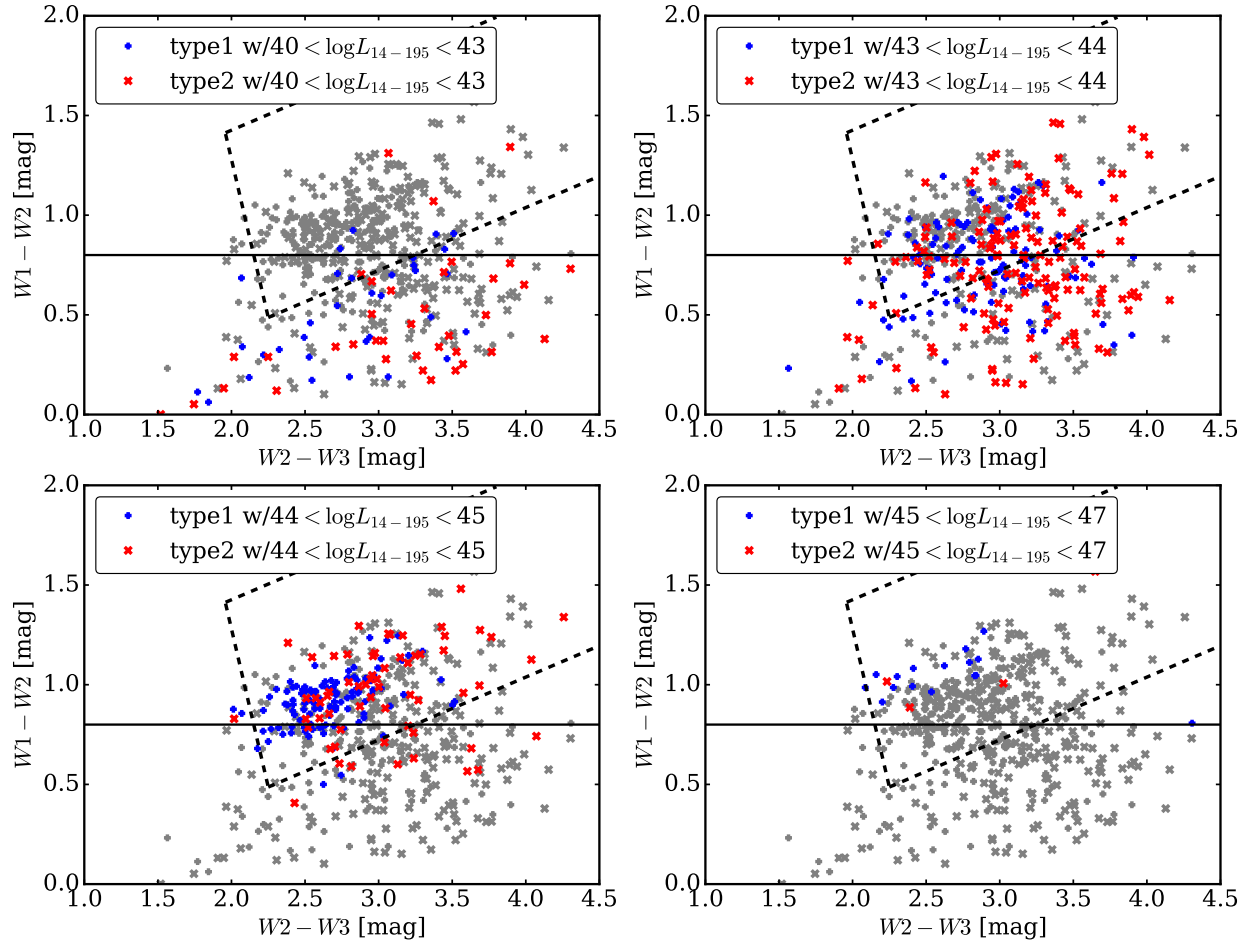 2.0
1.5
1.0
0.5
0.0
W1 − W2 [mag]
type1 w/40 < logL14−195 < 43
type2 w/40 < logL14−195 < 43
1.0 1.5 2.0 2.5 3.0 3.5 4.0 4.5
W2 − W3 [mag]
2.0
1.5
1.0
0.5
0.0
W1 − W2 [mag]
type1 w/43 < logL14−195 < 44
type2 w/43 < logL14−195 < 44
1.0 1.5 2.0 2.5 3.0 3.5 4.0 4.5
W2 − W3 [mag]
2.0
1.5
1.0
0.5
0.0
W1 − W2 [mag]
type1 w/44 < logL14−195 < 45
type2 w/44 < logL14−195 < 45
1.0 1.5 2.0 2.5 3.0 3.5 4.0 4.5
W2 − W3 [mag]
2.0
1.5
1.0
0.5
0.0
W1 − W2 [mag]
type1 w/45 < logL14−195 < 47
type2 w/45 < logL14−195 < 47
1.0 1.5 2.0 2.5 3.0 3.5 4.0 4.5
W2 − W3 [mag]